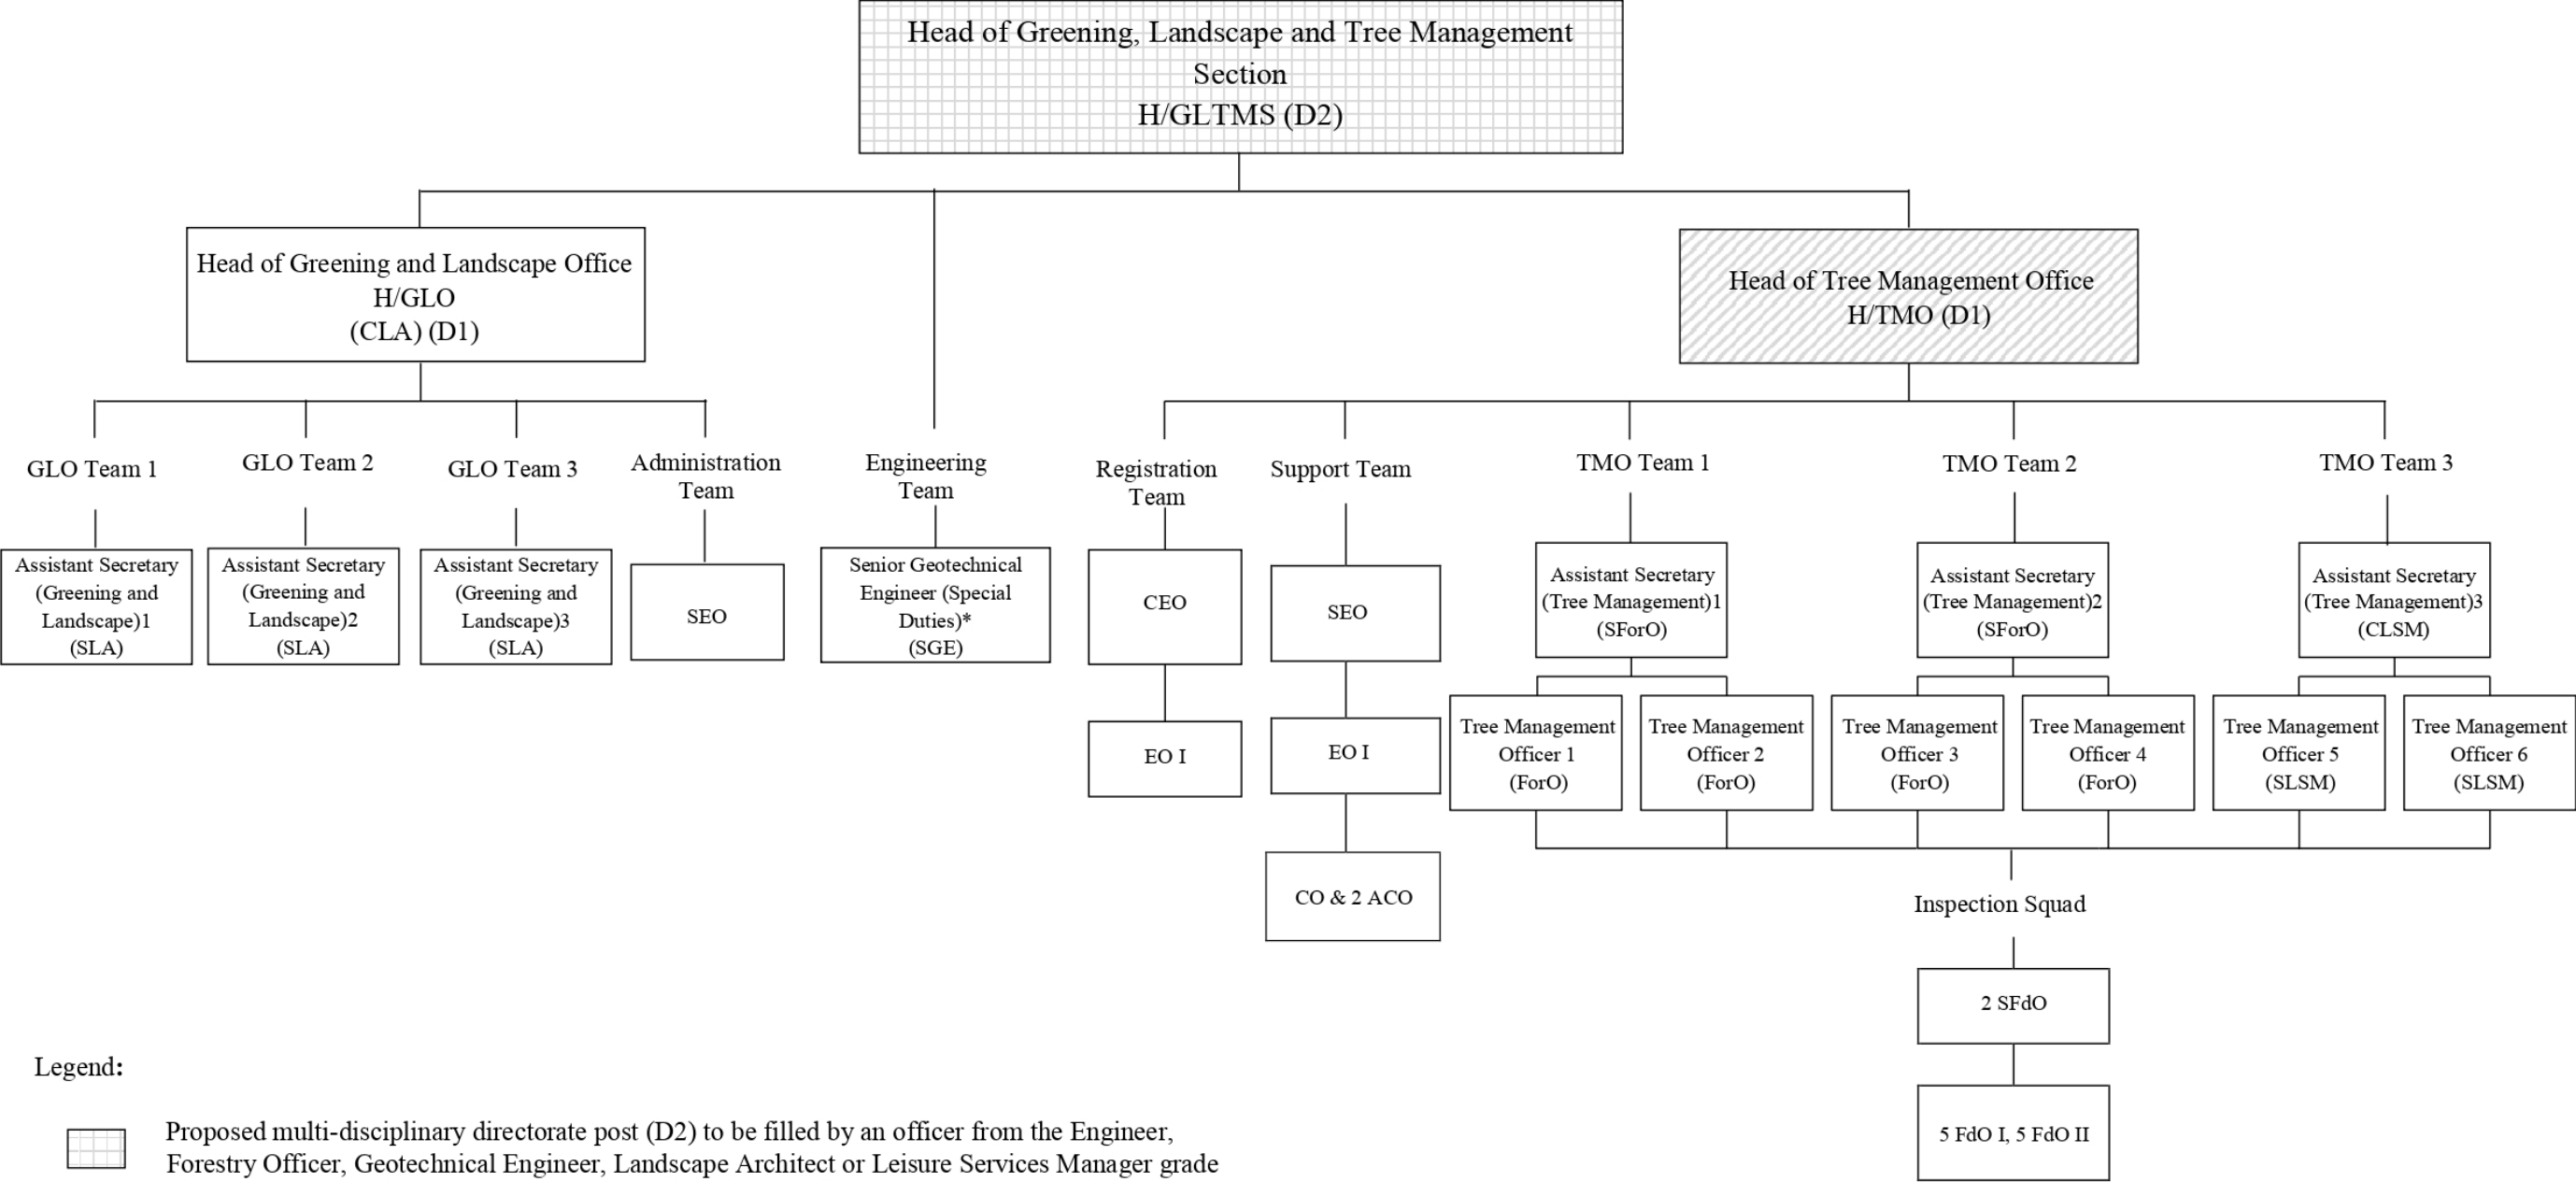 Head of Greening, Landscape and Tree Management
Section
H/GLTMS (D2)
Head of Greening and Landscape Office
H/GLO
(CLA) (D1)
Head of Tree Management Office
H/TMO (D1)
GLO Team 1
GLO Team 2
GLO Team 3
Administration
Team
Engineering
Team
Registration
Team
Support Team
TMO Team 1
TMO Team 2
TMO Team 3
Assistant Secretary
(Greening and
Landscape)1
(SLA)
Assistant Secretary
(Greening and
Landscape)2
(SLA)
Assistant Secretary
(Greening and
Landscape)3
(SLA)
SEO
Senior Geotechnical
Engineer (Special
Duties)*
(SGE)
CEO
SEO
Assistant Secretary
(Tree Management)1
(SForO)
Assistant Secretary
(Tree Management)2
(SForO)
Assistant Secretary
(Tree Management)3
(CLSM)
EO I
EO I
Tree Management
Officer 1
(ForO)
Tree Management
Officer 2
(ForO)
Tree Management
Officer 3
(ForO)
Tree Management
Officer 4
(ForO)
Tree Management
Officer 5
(SLSM)
Tree Management
Officer 6
(SLSM)
CO & 2 ACO
Inspection Squad
2 SFdO
5 FdO I, 5 FdO II
Legend:
Proposed multi-disciplinary directorate post (D2) to be filled by an officer from the Engineer,
Forestry Officer, Geotechnical Engineer, Landscape Architect or Leisure Services Manager grade